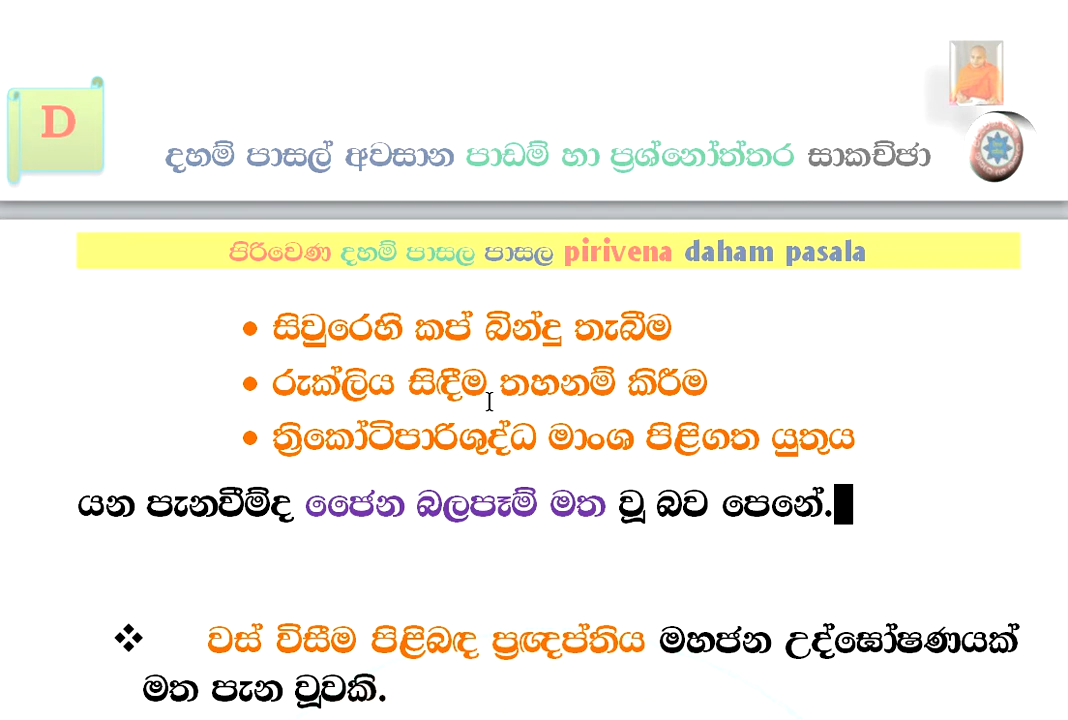 D
දහම් පාසල් අවසාන පාඩම් හා ප්‍රශ්නෝත්තර සාකච්ඡා
පිරිවෙණ දහම් පාසල පාසල pirivena daham pasala
• සිවුරෙහි කප් බින්දු තැබීම
• රුක්ලිය සිඳීම තහනම් කිරීම
• ත්‍රිකෝටිපාරිශුද්ධ මාංශ පිළිගත යුතුය
යන පැනවීම්ද ජෛන බලපෑම් මත වූ බව පෙනේ.
❖ වස් විසීම පිළිබඳ ප්‍රඥප්තිය මහජන උද්ඝෝෂණයක්
මත පැන වූවකි.